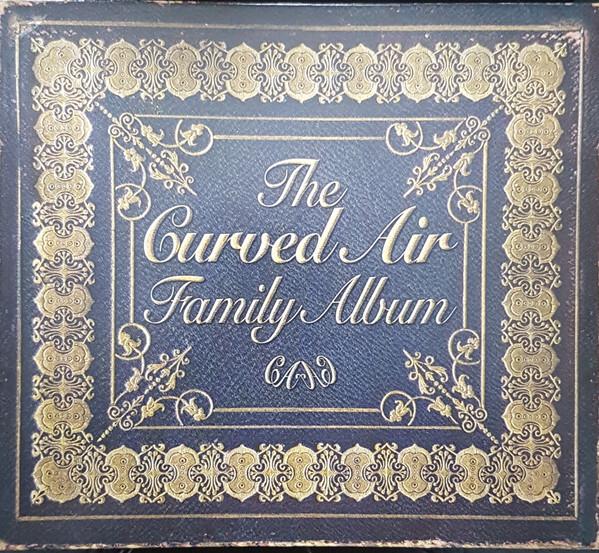 The
Curved Air
Family Album